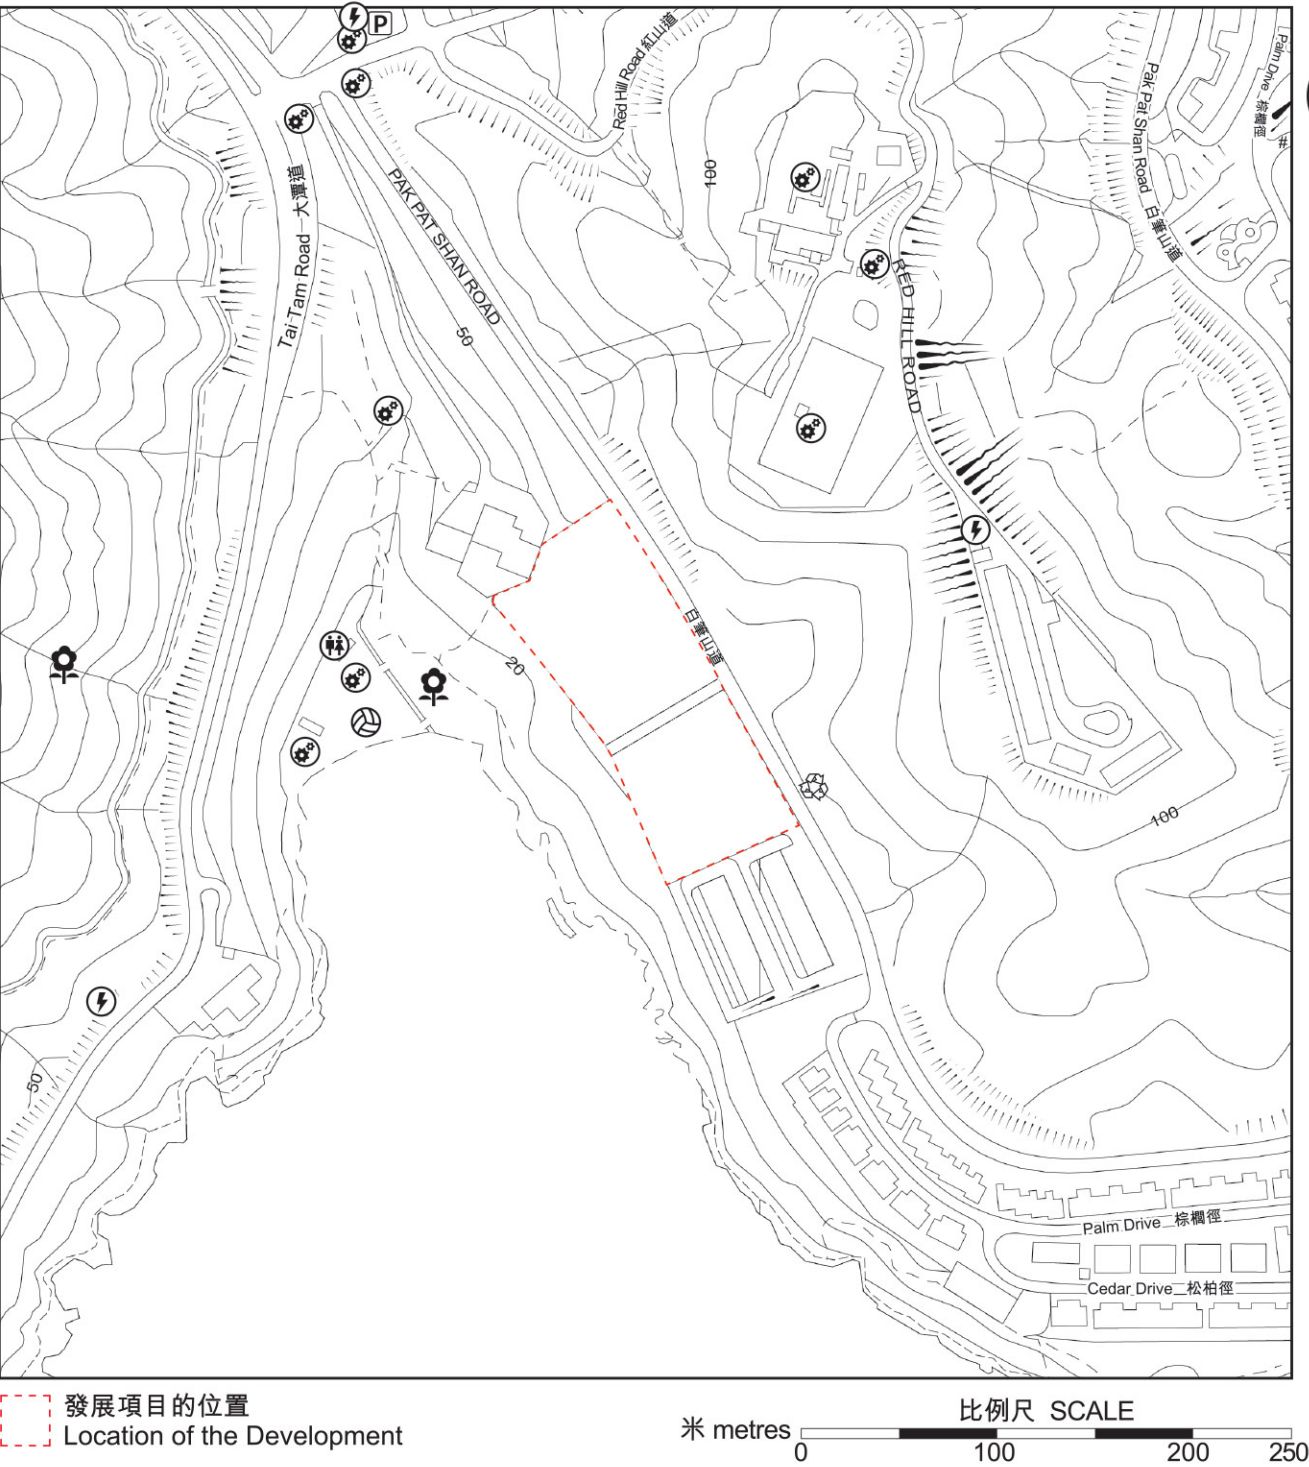 P
Red Hill Road 紅山道
Pak Pat Shan Road 白筆山道
Palm Drive 棕櫚徑
#
100
Tai Tam Road 大潭道
PAK PAT SHAN ROAD
50
RED HILL ROAD
白筆山道
20
100
50
Palm Drive 棕櫚徑
Cedar Drive 松柏徑
發展項目的位置
Location of the Development
比例尺 SCALE
米 metres
0 100 200 250